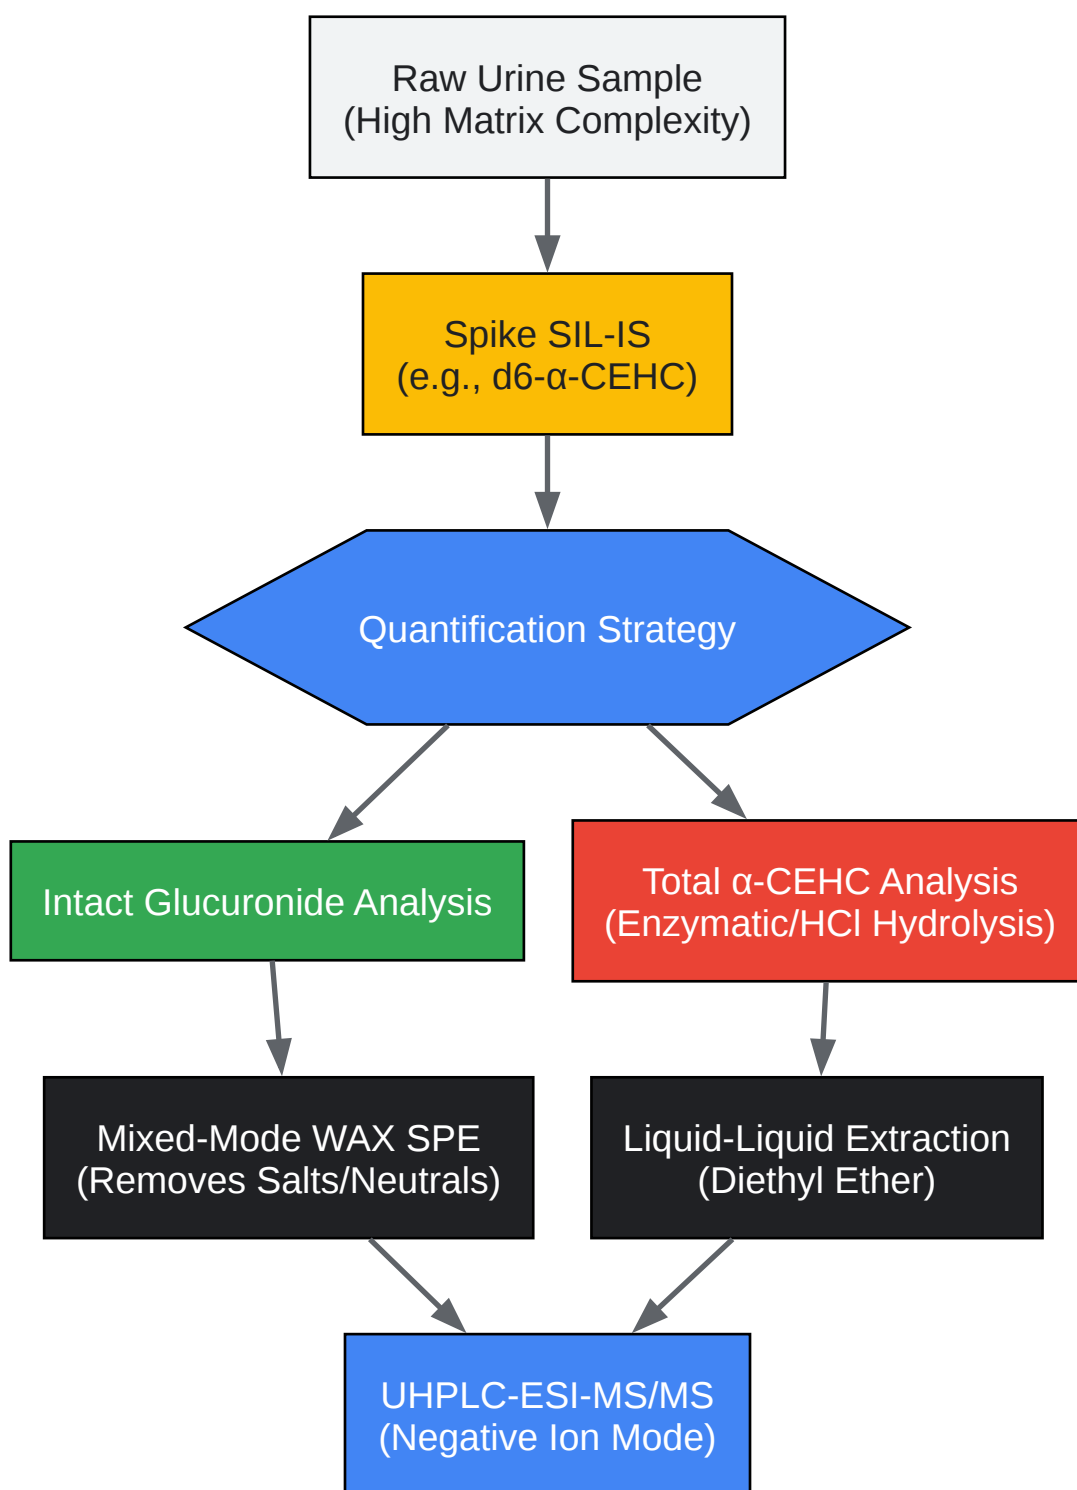 Raw Urine Sample
(High Matrix Complexity)
Spike SIL-IS
(e.g., d6-α-CEHC)
Quantification Strategy
Intact Glucuronide Analysis
Total α-CEHC Analysis
(Enzymatic/HCl Hydrolysis)
Mixed-Mode WAX SPE
(Removes Salts/Neutrals)
Liquid-Liquid Extraction
(Diethyl Ether)
UHPLC-ESI-MS/MS
(Negative Ion Mode)